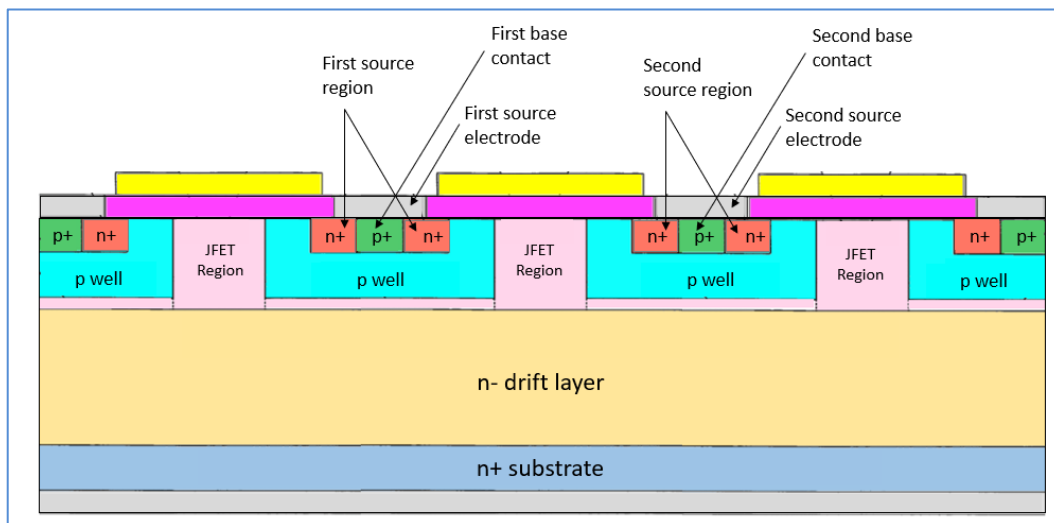 First base
contact
Second base
contact
First source
region
Second
source region
First source
electrode
Second source
electrode
p+
n+
JFET
Region
n+
p+
n+
JFET
Region
n+
p+
n+
JFET
Region
n+
p+
p well
p well
p well
p well
n- drift layer
n+ substrate